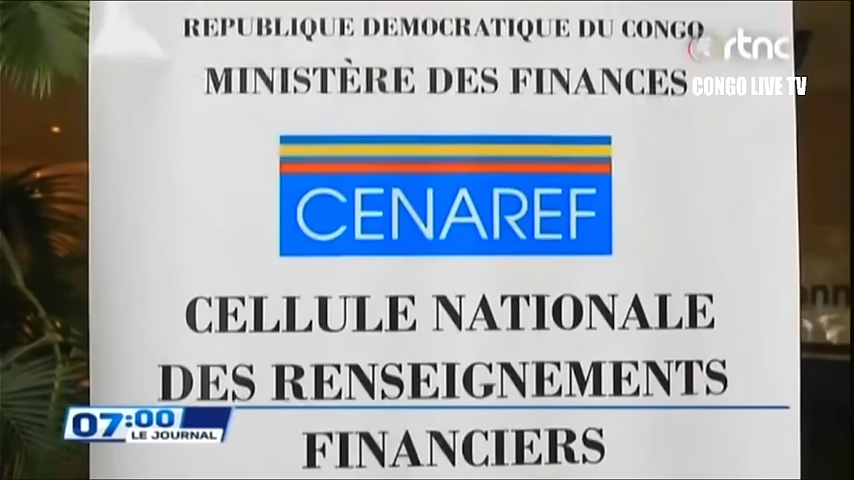 REPUBLIQUE DEMOCRATIQUE DU CONGO
rtnc
MINISTÈRE DES FINANCES
CONGO LIVE TV
CENAREF
CELLULE NATIONALE
DES RENSEIGNEMENTS
07:00
LE JOURNAL
FINANCIERS